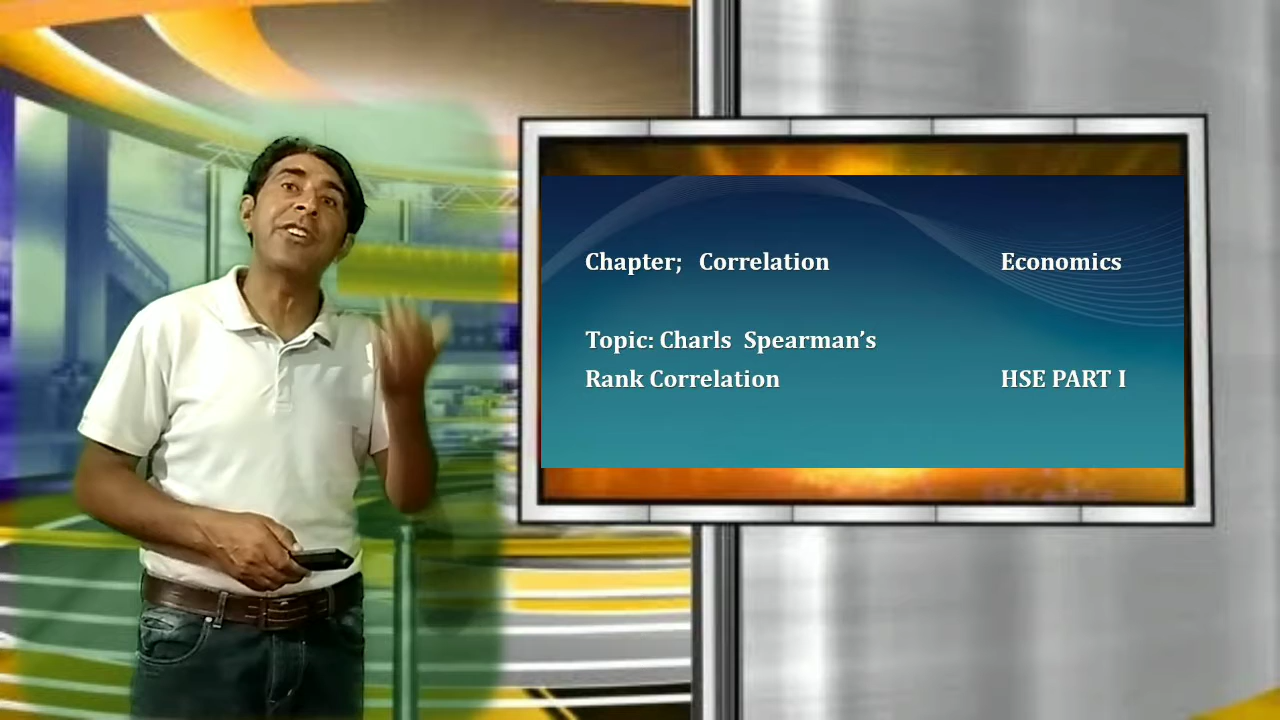 Chapter; Correlation Economics
Topic: Charls Spearman's
Rank Correlation HSE PART I